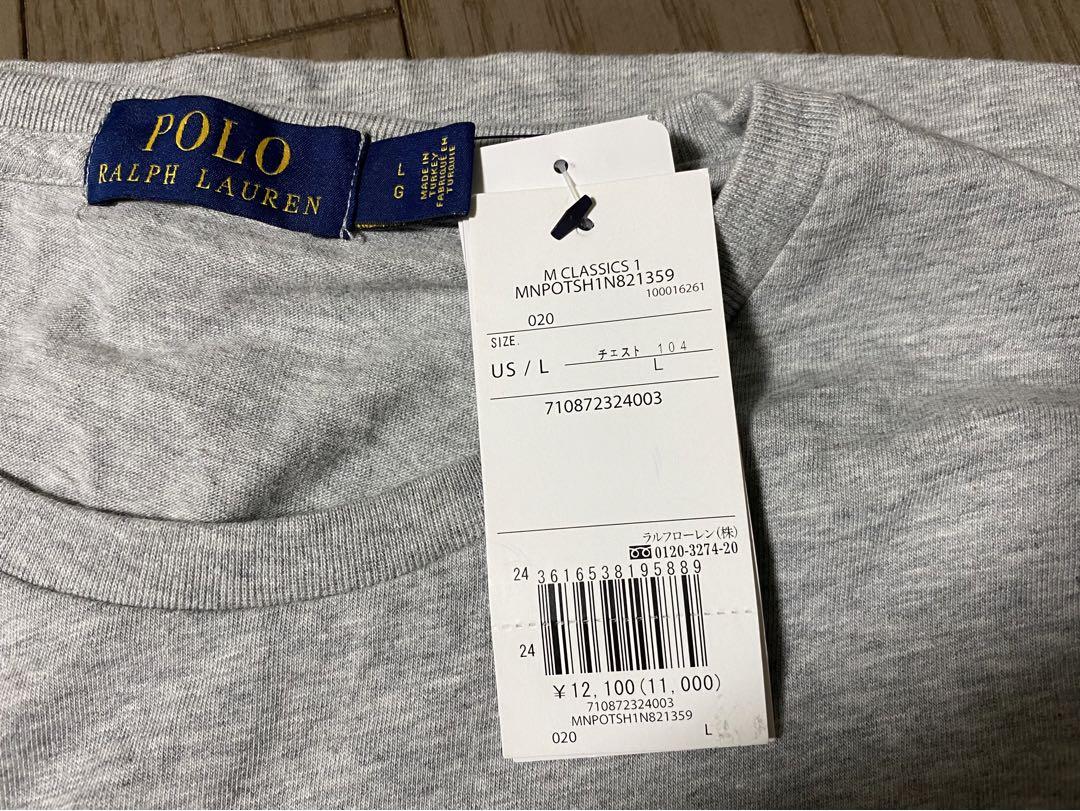 POLO
RALPH LAUREN
L
G
MADE IN
TURKEY
FABRIQUÉ EN
TURQUIE
M CLASSICS 1
MNPOTSH1N821359
100016261
020
SIZE.
US / L
チェスト 104
L
710872324003
ラルフローレン(株)
0120-3274-20
24 3616538195889
24
¥12,100(11,000)
710872324003
MNPOTSH1N821359
020 L